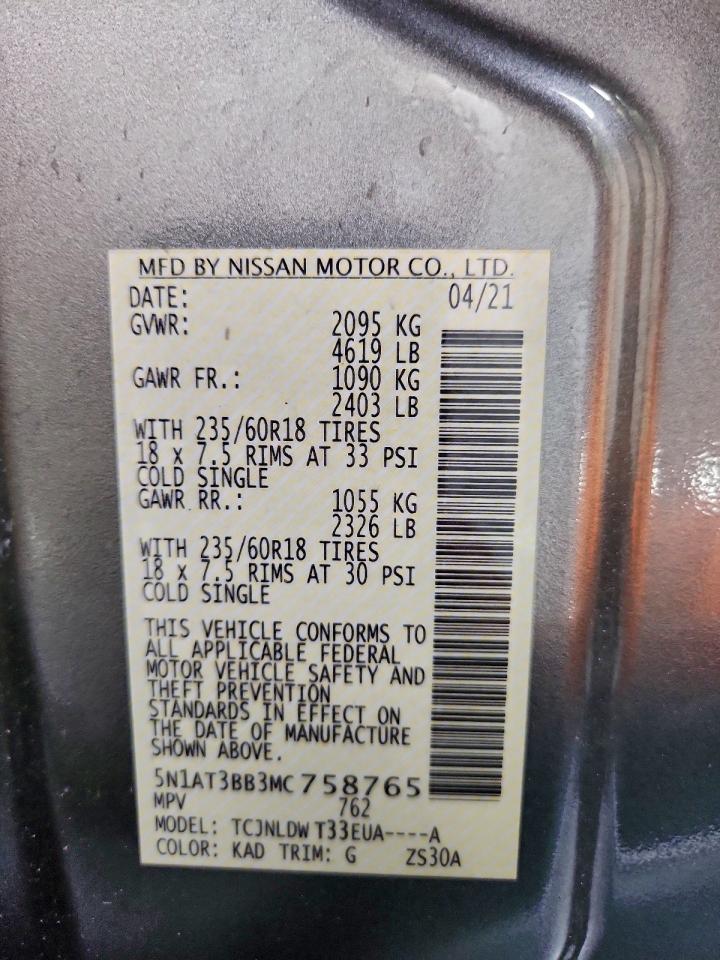 MFD BY NISSAN MOTOR CO., LTD.
DATE: 04/21
GVWR: 2095 KG
4619 LB
GAWR FR.: 1090 KG
2403 LB
WITH 235/60R18 TIRES
18 x 7.5 RIMS AT 33 PSI
COLD SINGLE
GAWR RR.: 1055 KG
2326 LB
WITH 235/60R18 TIRES
18 x 7.5 RIMS AT 30 PSI
COLD SINGLE
THIS VEHICLE CONFORMS TO
ALL APPLICABLE FEDERAL
MOTOR VEHICLE SAFETY AND
THEFT PREVENTION
STANDARDS IN EFFECT ON
THE DATE OF MANUFACTURE
SHOWN ABOVE.
5N1AT3BB3MC758765
MPV 762
MODEL: TCJNLDW T33EUA----A
COLOR: KAD TRIM: G ZS30A